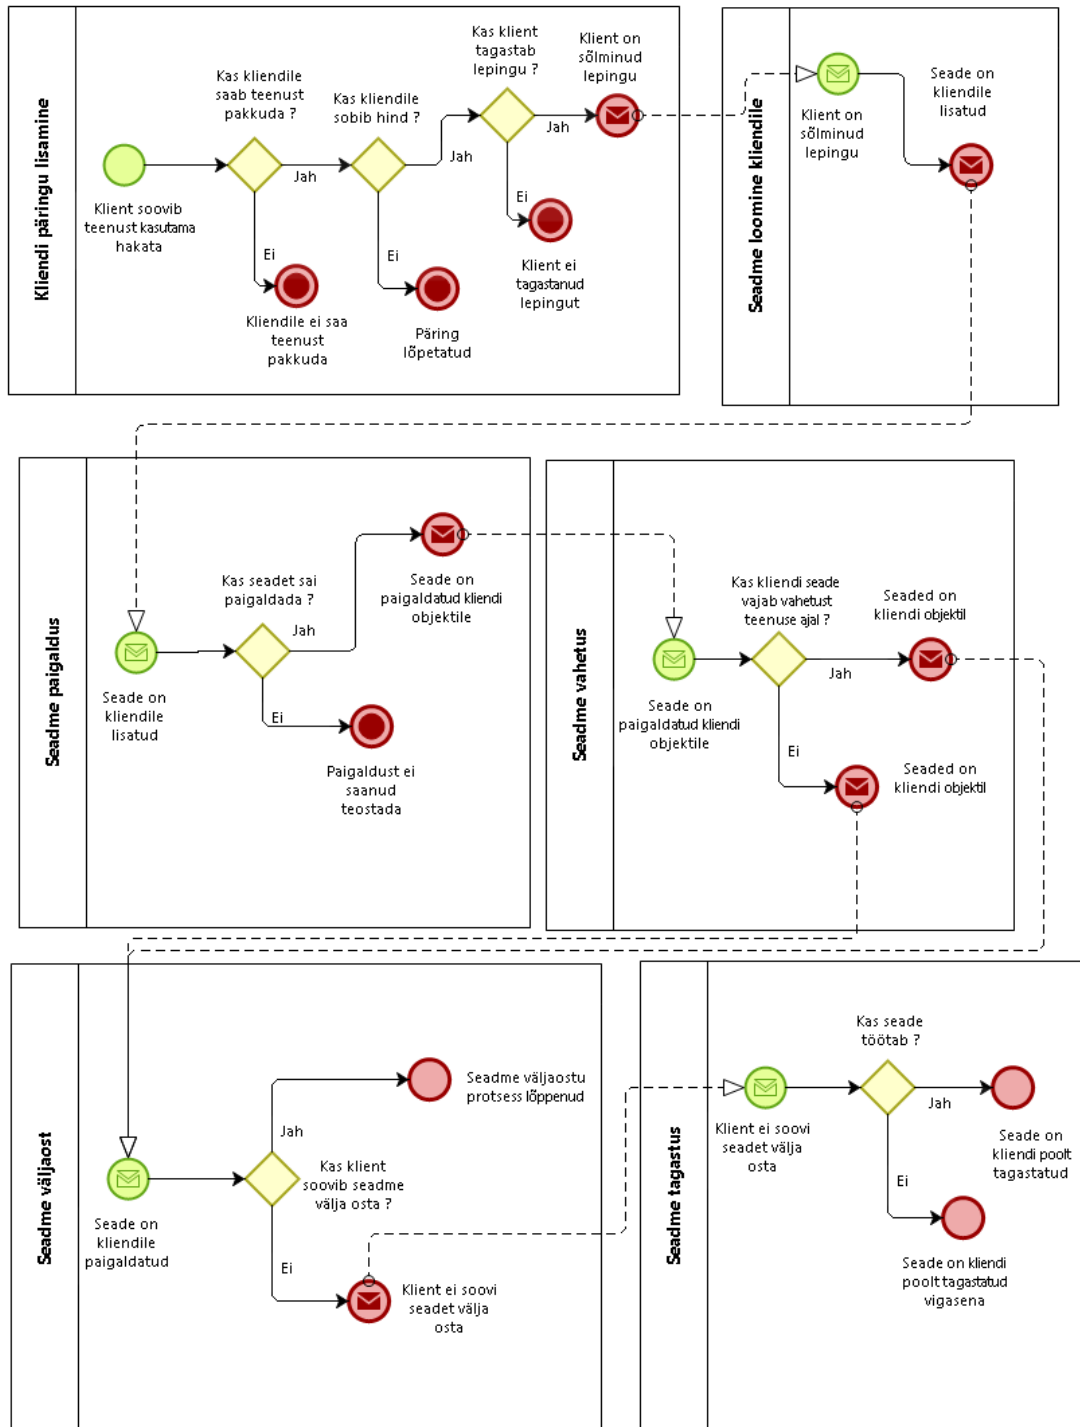 Kliendi päringu lisamine
Klient soovib
teenust kasutama
hakata
Kas kliendile
saab teenust
pakkuda ?
Jah
Ei
Kliendile ei saa
teenust
pakkuda
Kas kliendile
sobib hind ?
Jah
Ei
Päring
lõpetatud
Kas klient
tagastab
lepingu ?
Jah
Ei
Klient ei
tagastanud
lepingut
Klient on
sõlminud
lepingu
Seadme loomine kliendile
Klient on
sõlminud
lepingu
Seade on
kliendile
lisatud
Seadme paigaldus
Seade on
kliendile
lisatud
Kas seadet sai
paigaldada ?
Jah
Ei
Seade on
paigaldatud kliendi
objektile
Paigaldust ei
saanud
teostada
Seadme vahetus
Seade on
paigaldatud kliendi
objektile
Kas kliendi seade
vajab vahetust
teenuse ajal ?
Jah
Ei
Seaded on
kliendi objektil
Seaded on
kliendi objektil
Seadme väljaost
Seade on
kliendile
paigaldatud
Jah
Kas klient
soovib seadme
välja osta ?
Ei
Seadme väljaostu
protsess lõppenud
Klient ei soovi
seadet välja
osta
Seadme tagastus
Klient ei soovi
seadet välja
osta
Kas seade
töötab ?
Jah
Ei
Seade on
kliendi poolt
tagastatud
Seade on kliendi
poolt tagastatud
vigasena